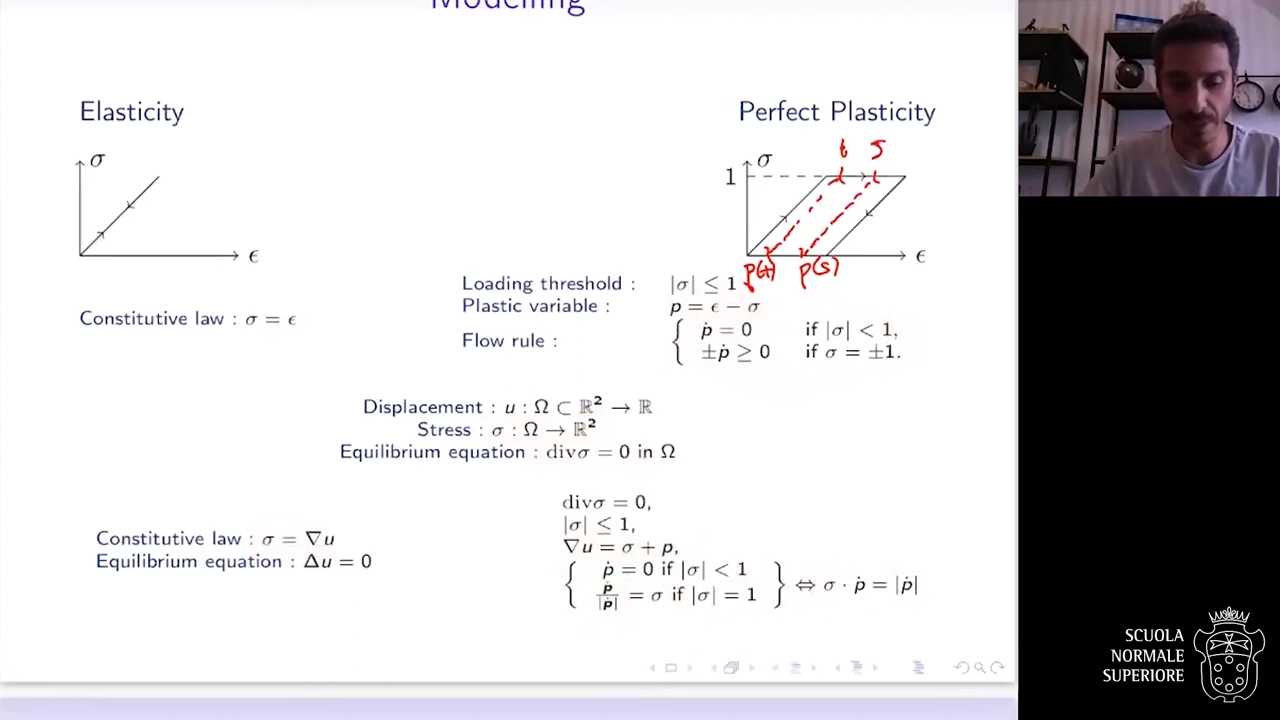 Modelling
Elasticity
σ
ϵ
Constitutive law : σ = ϵ
Perfect Plasticity
t s
σ
1
ϵ
p(t) p(s)
Loading threshold : |σ| ≤ 1
Plastic variable : p = ϵ − σ
Flow rule : { ṗ = 0 if |σ| < 1,
±ṗ ≥ 0 if σ = ±1.
Displacement : u : Ω ⊂ ℝ² → ℝ
Stress : σ : Ω → ℝ²
Equilibrium equation : divσ = 0 in Ω
Constitutive law : σ = ∇u
Equilibrium equation : Δu = 0
divσ = 0,
|σ| ≤ 1,
∇u = σ + p,
{ ṗ = 0 if |σ| < 1
ṗ/|ṗ| = σ if |σ| = 1 } ⇔ σ · ṗ = |ṗ|
SCUOLA
NORMALE
SUPERIORE